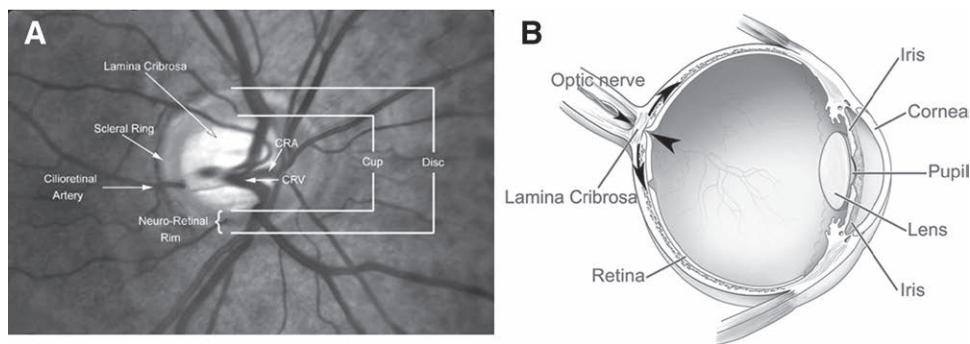 A
Lamina Cribrosa
Scleral Ring
Cilioretinal
Artery
Neuro-Retinal
Rim
CRA
CRV
Cup
Disc
B
Optic nerve
Lamina Cribrosa
Retina
Iris
Cornea
Pupil
Lens
Iris